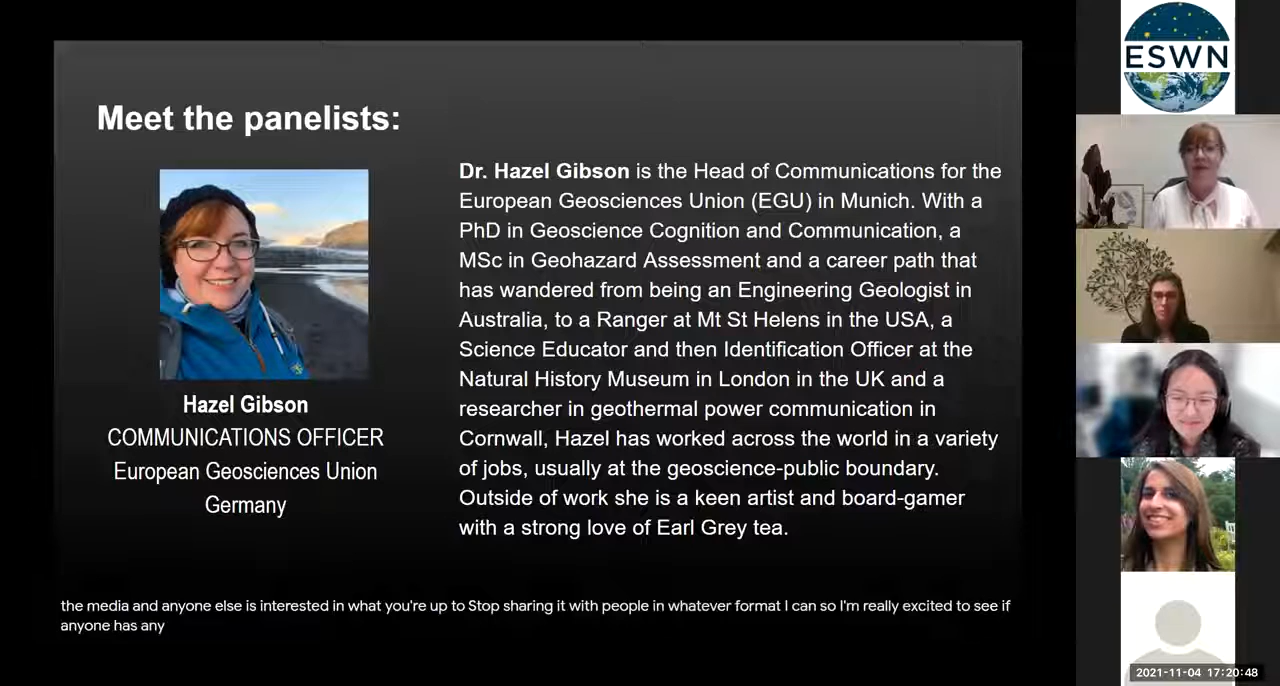 Meet the panelists:
Hazel Gibson
COMMUNICATIONS OFFICER
European Geosciences Union
Germany
Dr. Hazel Gibson is the Head of Communications for the
European Geosciences Union (EGU) in Munich. With a
PhD in Geoscience Cognition and Communication, a
MSc in Geohazard Assessment and a career path that
has wandered from being an Engineering Geologist in
Australia, to a Ranger at Mt St Helens in the USA, a
Science Educator and then Identification Officer at the
Natural History Museum in London in the UK and a
researcher in geothermal power communication in
Cornwall, Hazel has worked across the world in a variety
of jobs, usually at the geoscience-public boundary.
Outside of work she is a keen artist and board-gamer
with a strong love of Earl Grey tea.
the media and anyone else is interested in what you're up to Stop sharing it with people in whatever format I can so I'm really excited to see if
anyone has any
ESWN
2021-11-04 17:20:48